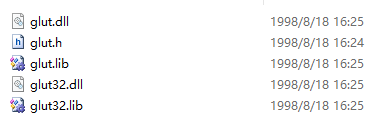 glut.dll 1998/8/18 16:25
glut.h 1998/8/18 16:24
glut.lib 1998/8/18 16:25
glut32.dll 1998/8/18 16:25
glut32.lib 1998/8/18 16:25